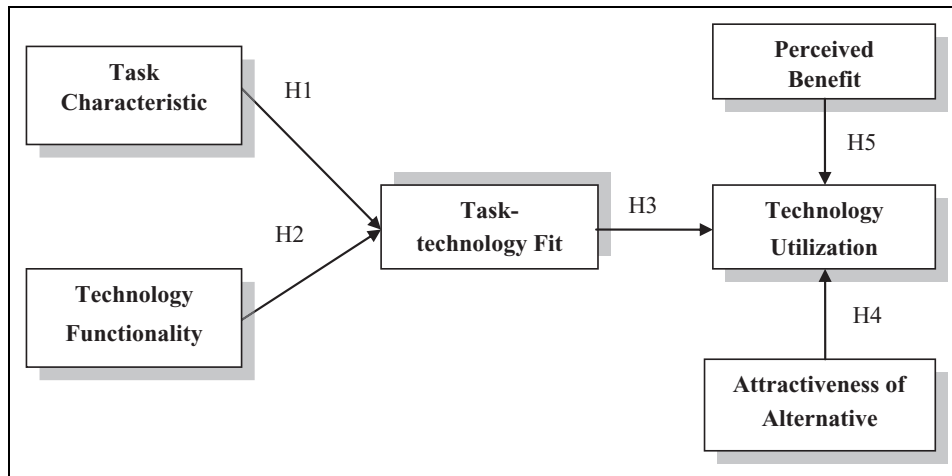 Task
Characteristic
H1
H2
Technology
Functionality
Task-
technology Fit
H3
Perceived
Benefit
H5
Technology
Utilization
H4
Attractiveness of
Alternative